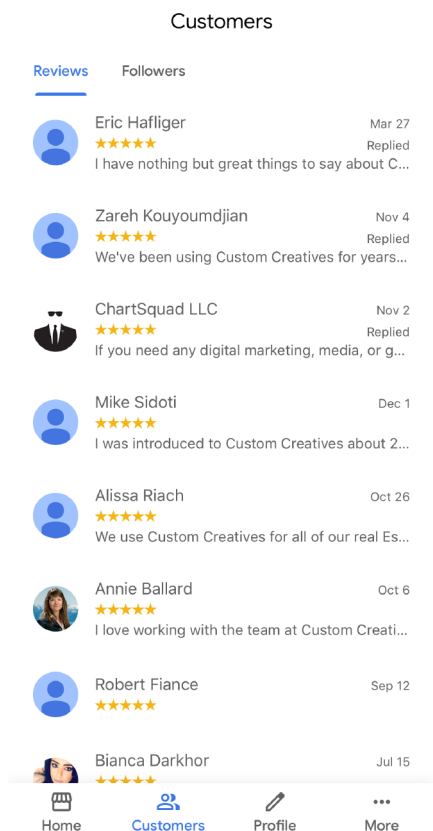 Customers
Reviews Followers
Eric Hafliger Mar 27
Replied
I have nothing but great things to say about C...
Zareh Kouyoumdjian Nov 4
Replied
We've been using Custom Creatives for years...
ChartSquad LLC Nov 2
Replied
If you need any digital marketing, media, or g...
Mike Sidoti Dec 1
I was introduced to Custom Creatives about 2...
Alissa Riach Oct 26
We use Custom Creatives for all of our real Es...
Annie Ballard Oct 6
I love working with the team at Custom Creati...
Robert Fiance Sep 12
Bianca Darkhor Jul 15
Home Customers Profile More